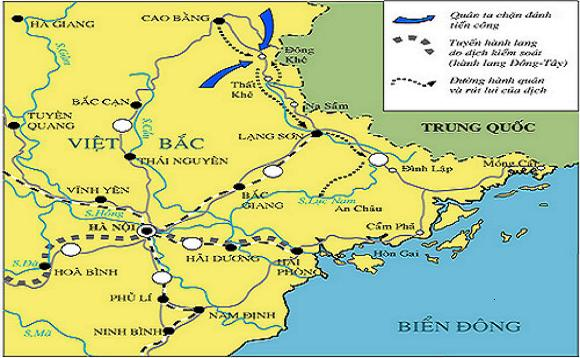 Quân ta chặn đánh
tiến công
Tuyến hành lang
do địch kiểm soát
(hành lang Đông-Tây)
Đường hành quân
và rút lui của địch
HÀ GIANG
CAO BẰNG
S.Gâm
Đông
Khê
Thất
Khê
Na Sầm
BẮC CẠN
TUYÊN
QUANG
S.Cầu
LẠNG SƠN
TRUNG QUỐC
VIỆT BẮC
THÁI NGUYÊN
Đình Lập
Móng Cái
VĨNH YÊN
BẮC
GIANG
S.Lục Nam
An Châu
S.Hồng
HÀ NỘI
Cẩm Phả
S.Đà
HOÀ BÌNH
HẢI DƯƠNG
HẢI
PHÒNG
Hòn Gai
PHỦ LÍ
NAM ĐỊNH
NINH BÌNH
S.Mã
BIỂN ĐÔNG